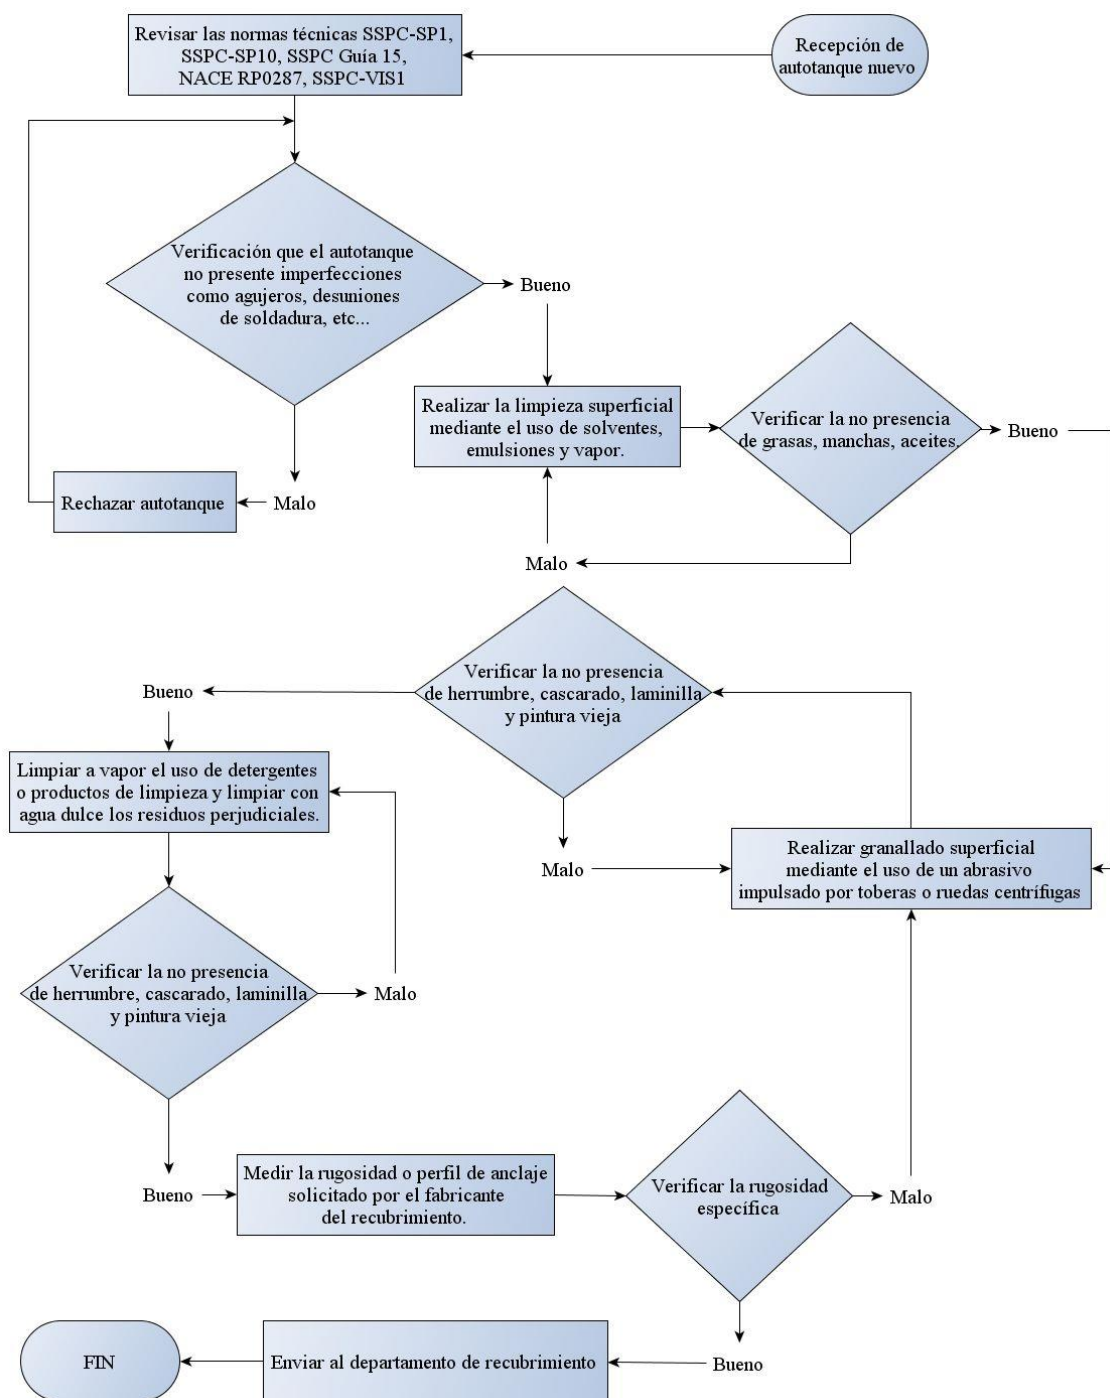 Recepción de
autotanque nuevo
Revisar las normas técnicas SSPC-SP1,
SSPC-SP10, SSPC Guía 15,
NACE RP0287, SSPC-VIS1
Verificación que el autotanque
no presente imperfecciones
como agujeros, desuniones
de soldadura, etc...
Bueno
Malo
Rechazar autotanque
Realizar la limpieza superficial
mediante el uso de solventes,
emulsiones y vapor.
Verificar la no presencia
de grasas, manchas, aceites.
Bueno
Malo
Verificar la no presencia
de herrumbre, cascarado, laminilla
y pintura vieja
Bueno
Malo
Realizar granallado superficial
mediante el uso de un abrasivo
impulsado por toberas o ruedas centrífugas
Limpiar a vapor el uso de detergentes
o productos de limpieza y limpiar con
agua dulce los residuos perjudiciales.
Verificar la no presencia
de herrumbre, cascarado, laminilla
y pintura vieja
Malo
Bueno
Medir la rugosidad o perfil de anclaje
solicitado por el fabricante
del recubrimiento.
Verificar la rugosidad
específica
Malo
Bueno
Enviar al departamento de recubrimiento
FIN